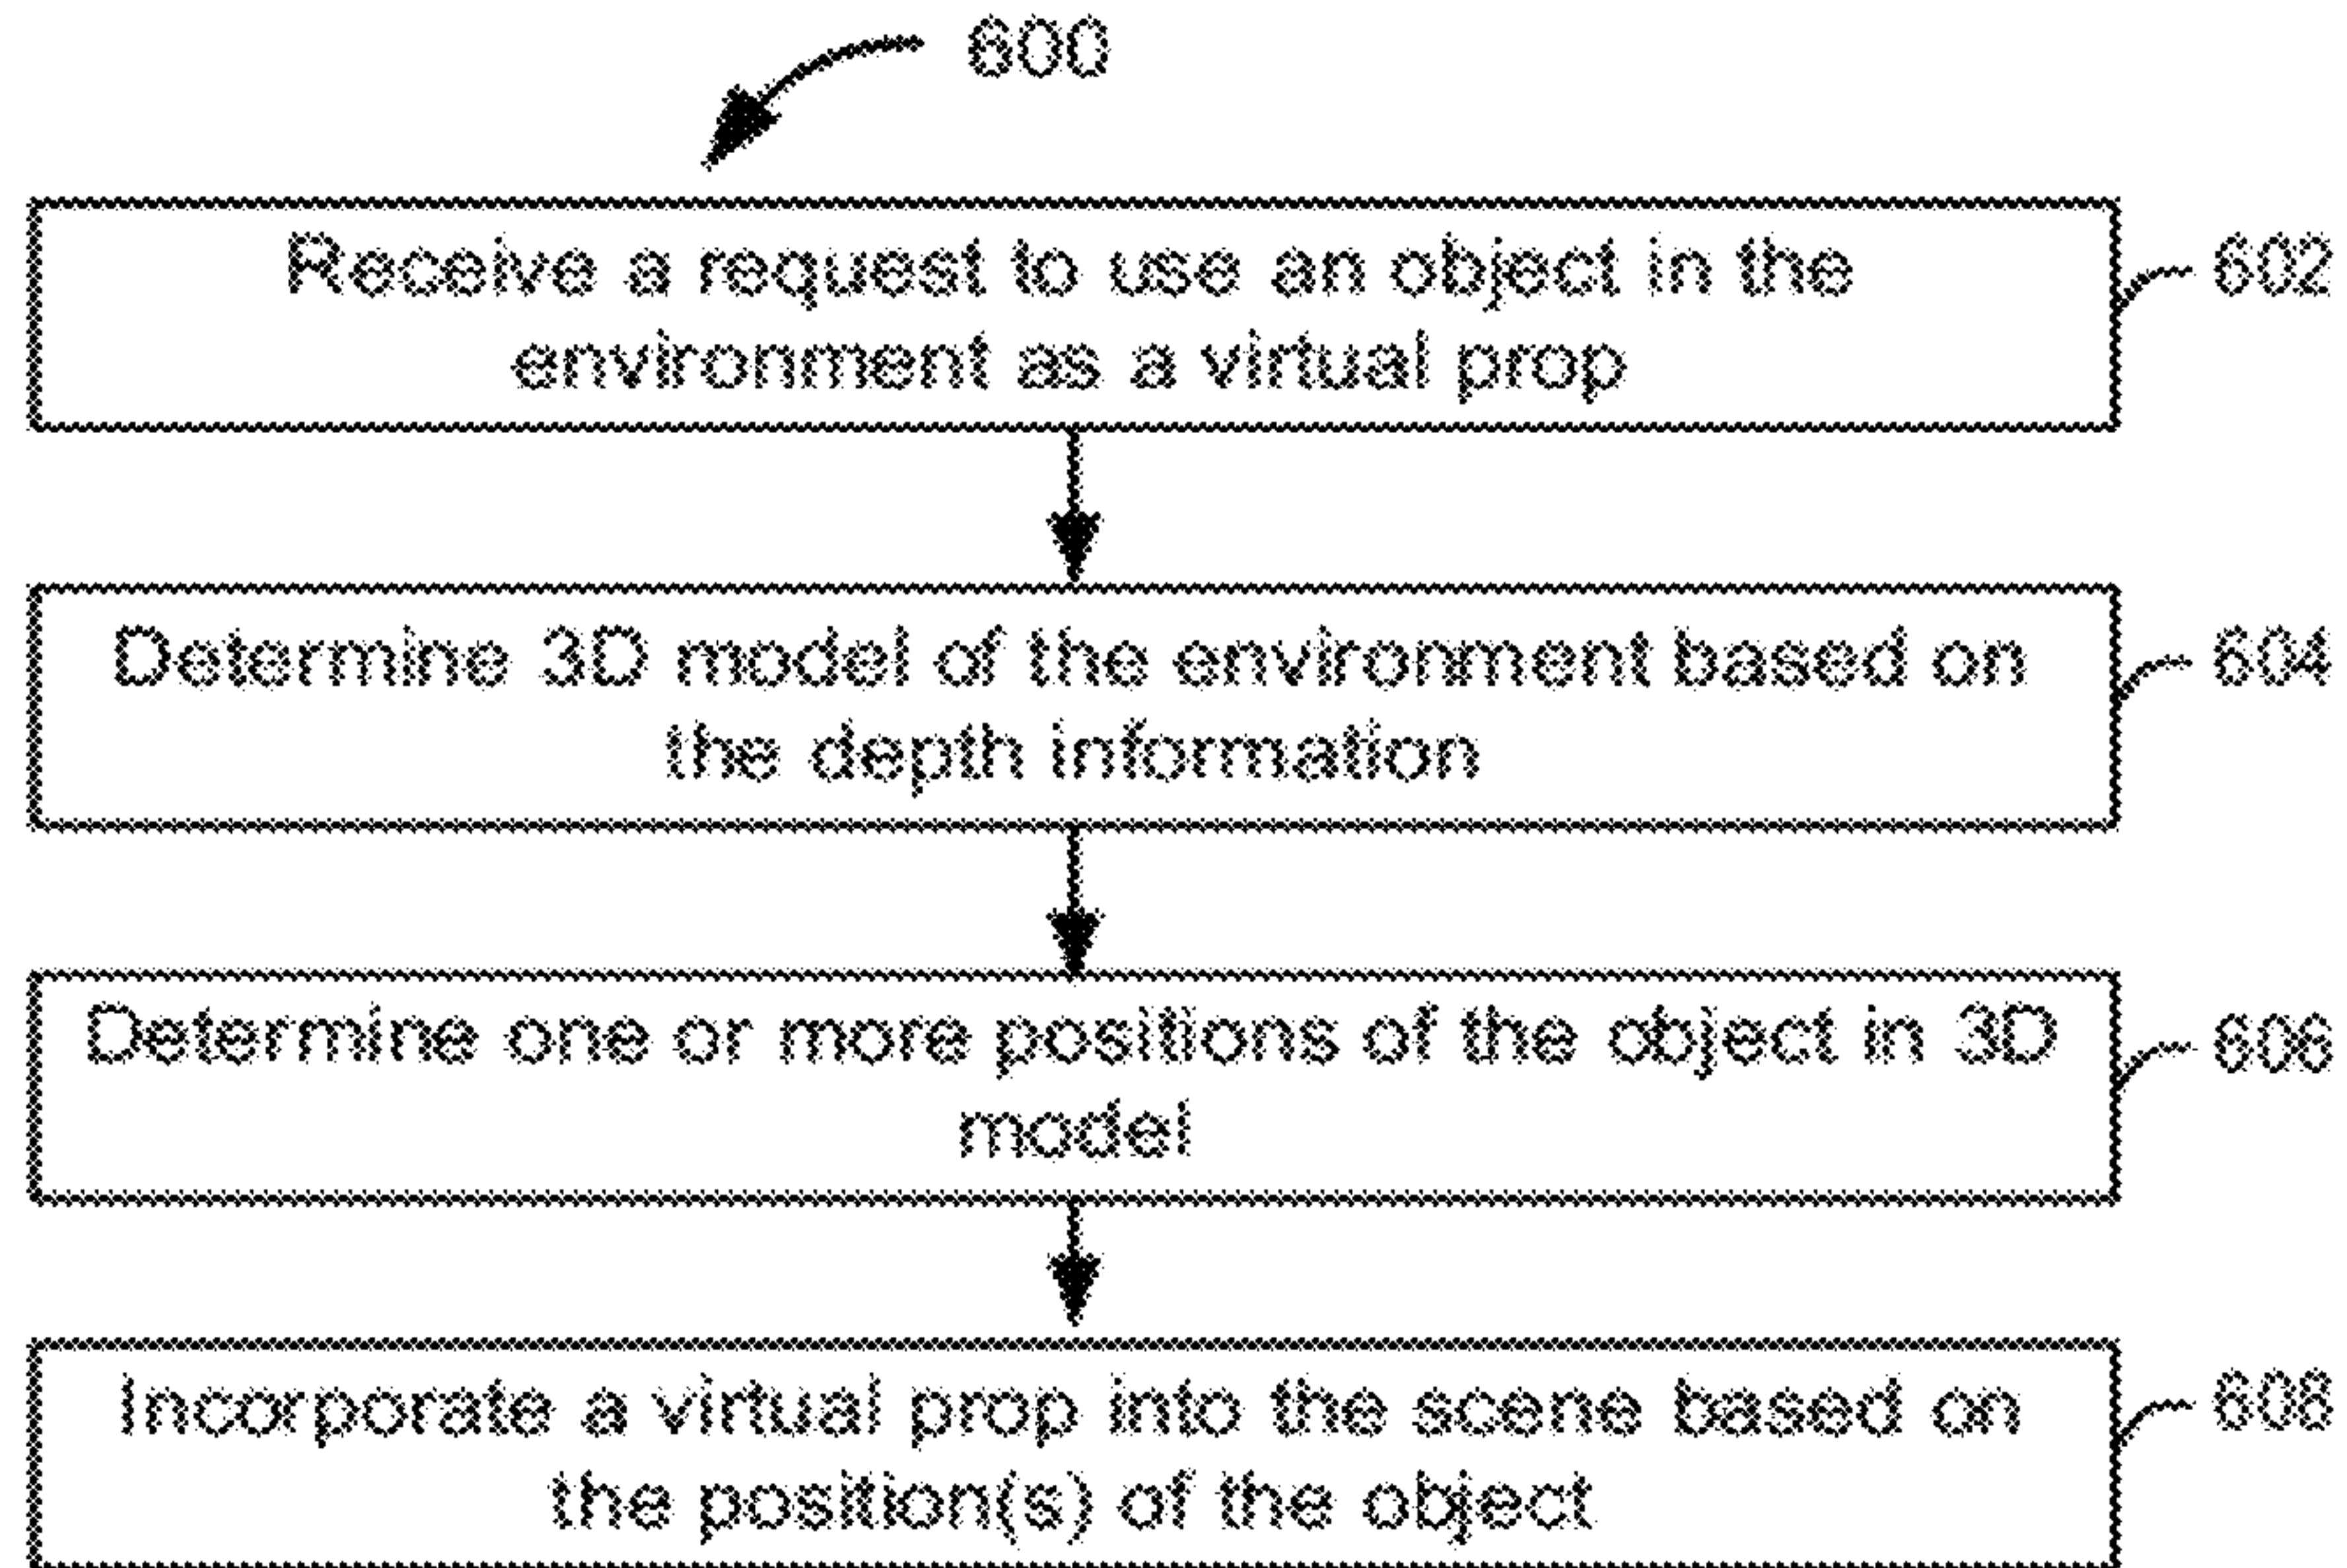 600
Receive a request to use an object in the
environment as a virtual prop
602
Determine 3D model of the environment based on
the depth information
604
Determine one or more positions of the object in 3D
model
606
Incorporate a virtual prop into the scene based on
the position(s) of the object
608